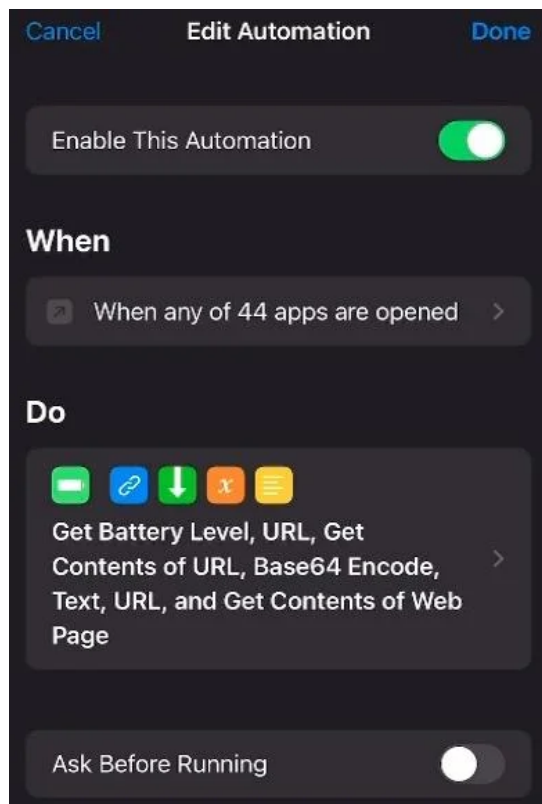 Cancel Edit Automation Done
Enable This Automation
When
When any of 44 apps are opened
Do
Get Battery Level, URL, Get
Contents of URL, Base64 Encode,
Text, URL, and Get Contents of Web
Page
Ask Before Running